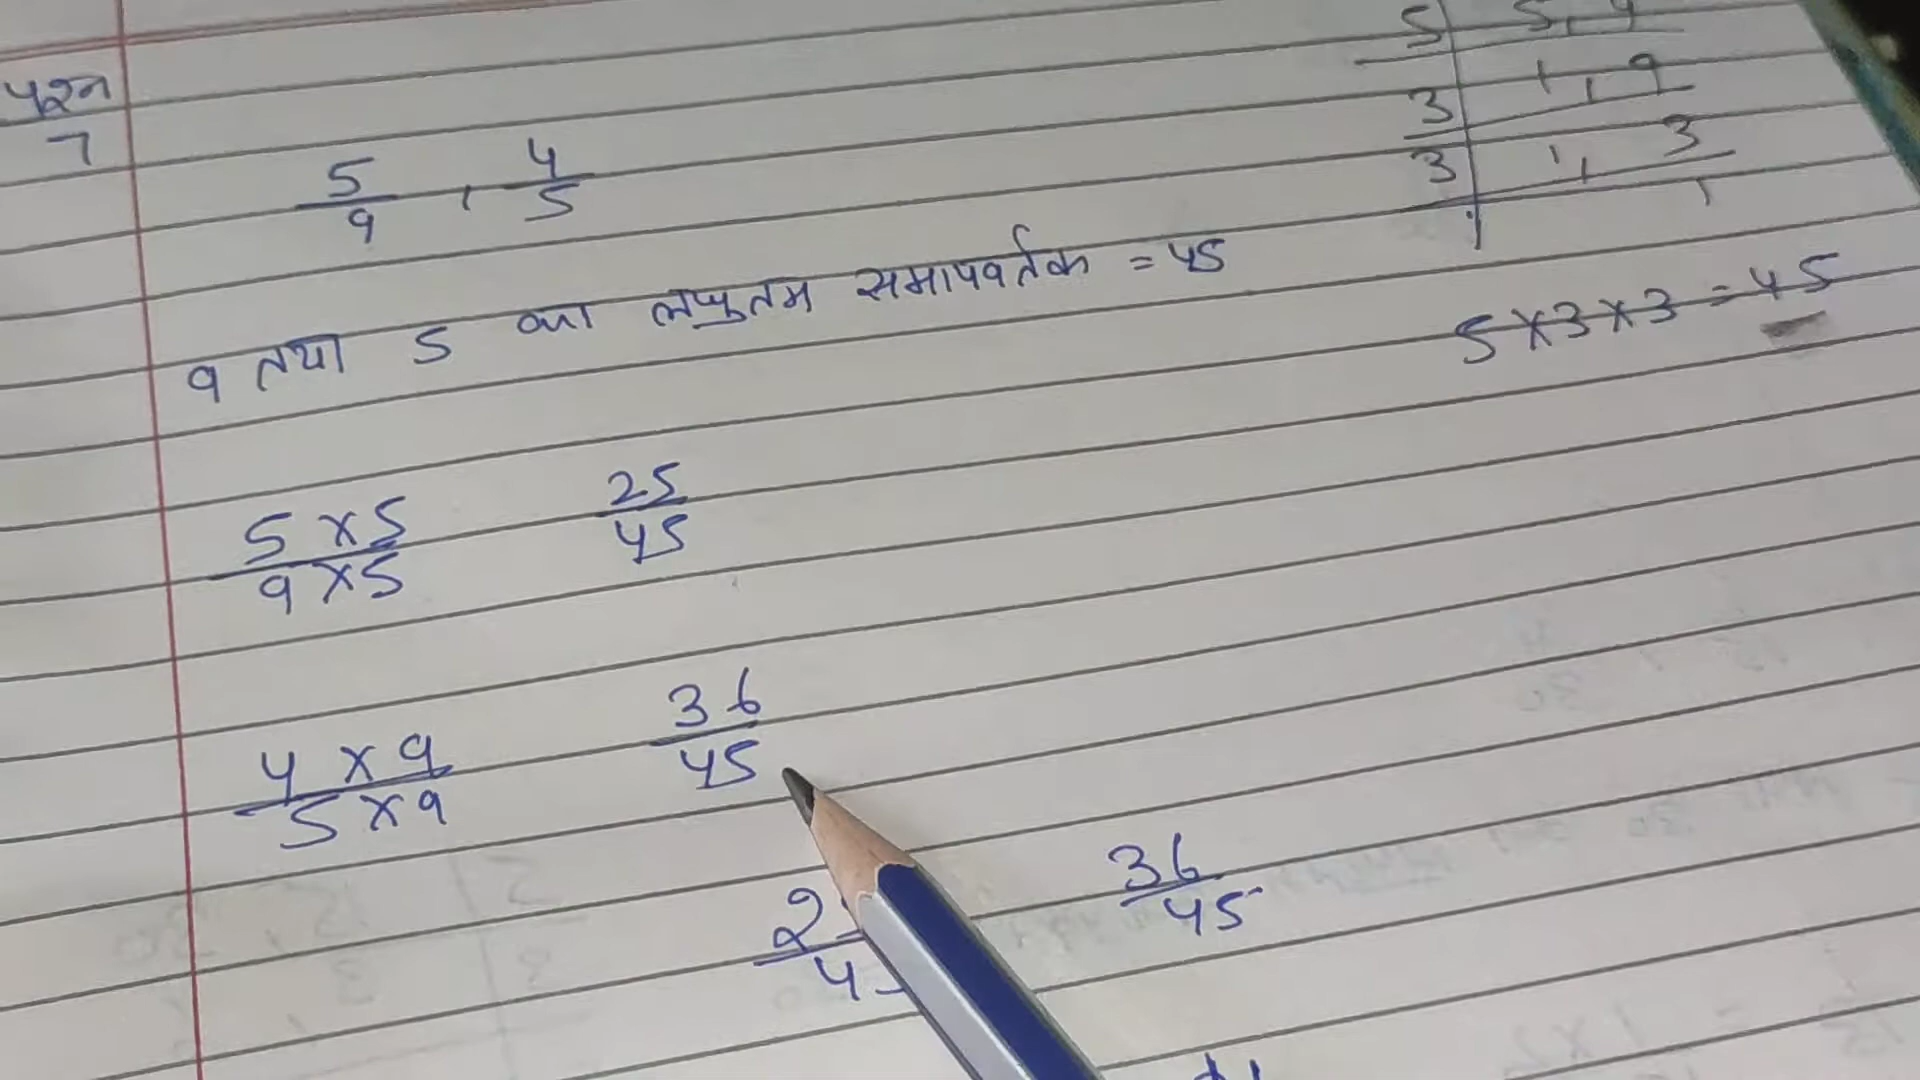 प्रश्न
7
5/9 , 4/5
5 | 5, 9
3 | 1, 9
3 | 1, 3
1
9 तथा 5 का लघुतम समापवर्तक = 45
5 x 3 x 3 = 45
5 x 5 / 9 x 5
25/45
4 x 9 / 5 x 9
36/45
36/45